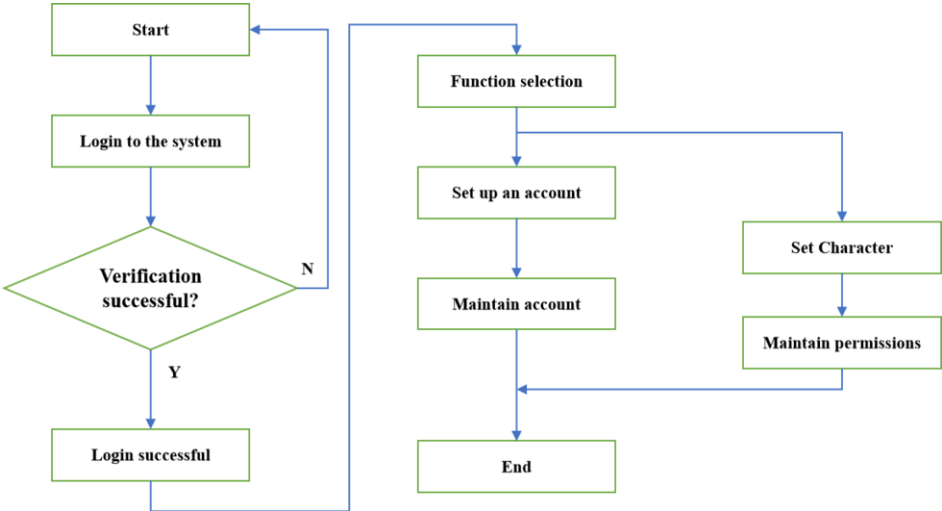 Start
Login to the system
Verification
successful?
N
Y
Login successful
Function selection
Set up an account
Maintain account
Set Character
Maintain permissions
End